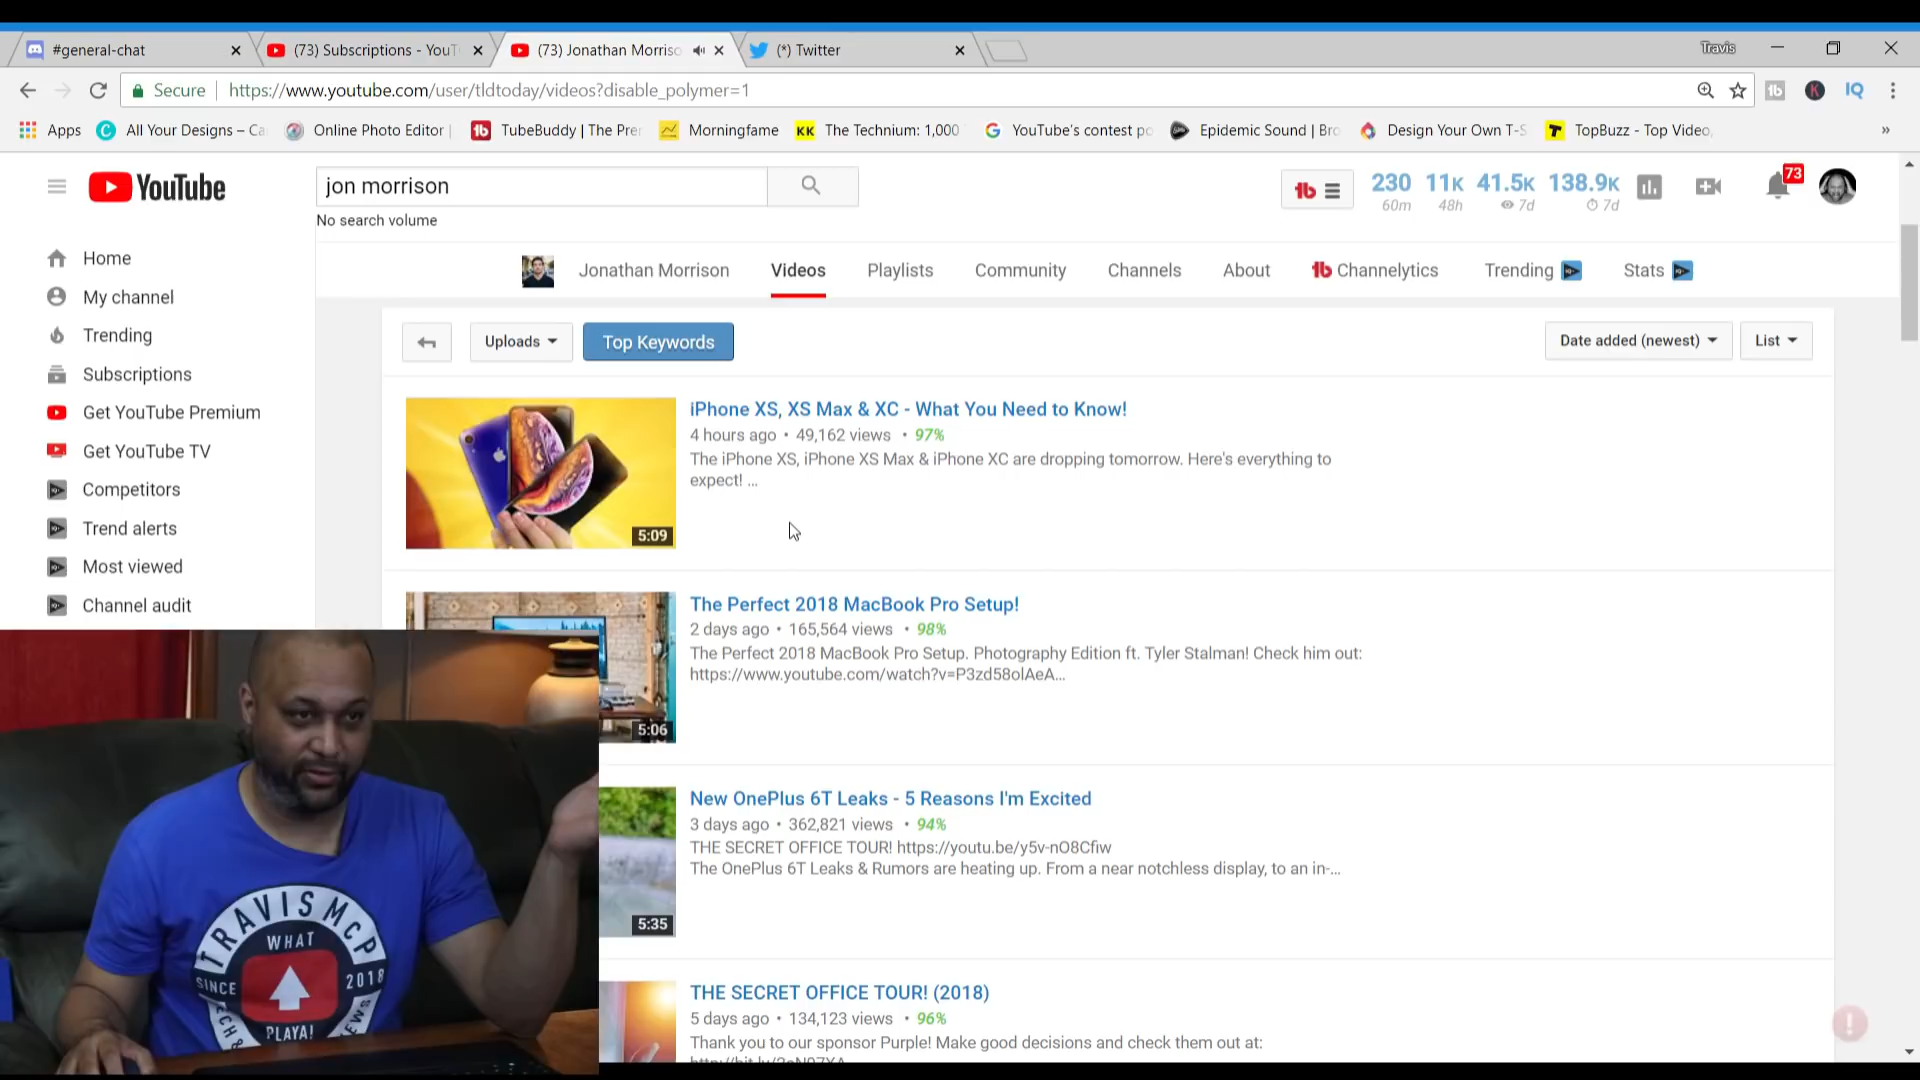 #general-chat
(73) Subscriptions - YouT
(73) Jonathan Morriso
(*) Twitter
Travis
Secure https://www.youtube.com/user/tldtoday/videos?disable_polymer=1
tb K IQ
Apps All Your Designs – Ca Online Photo Editor | tb TubeBuddy | The Pre Morningfame KK The Technium: 1,000 G YouTube's contest po Epidemic Sound | Bro Design Your Own T-S T TopBuzz - Top Video, »
YouTube
jon morrison
No search volume
tb 230 11K 41.5K 138.9K 73
60m 48h 7d 7d
Home
My channel
Trending
Subscriptions
Get YouTube Premium
Get YouTube TV
Competitors
Trend alerts
Most viewed
Channel audit
Jonathan Morrison Videos Playlists Community Channels About tb Channelytics Trending Stats
Uploads Top Keywords Date added (newest) List
iPhone XS, XS Max & XC - What You Need to Know!
4 hours ago • 49,162 views • 97%
The iPhone XS, iPhone XS Max & iPhone XC are dropping tomorrow. Here's everything to
expect! ...
5:09
The Perfect 2018 MacBook Pro Setup!
2 days ago • 165,564 views • 98%
The Perfect 2018 MacBook Pro Setup. Photography Edition ft. Tyler Stalman! Check him out:
https://www.youtube.com/watch?v=P3zd58olAeA...
5:06
New OnePlus 6T Leaks - 5 Reasons I'm Excited
3 days ago • 362,821 views • 94%
THE SECRET OFFICE TOUR! https://youtu.be/y5v-nO8Cfiw
The OnePlus 6T Leaks & Rumors are heating up. From a near notchless display, to an in-...
5:35
THE SECRET OFFICE TOUR! (2018)
5 days ago • 134,123 views • 96%
Thank you to our sponsor Purple! Make good decisions and check them out at:
TRAVIS MCP
WHAT
SINCE 2018
TECH & NEWS
PLAYA!